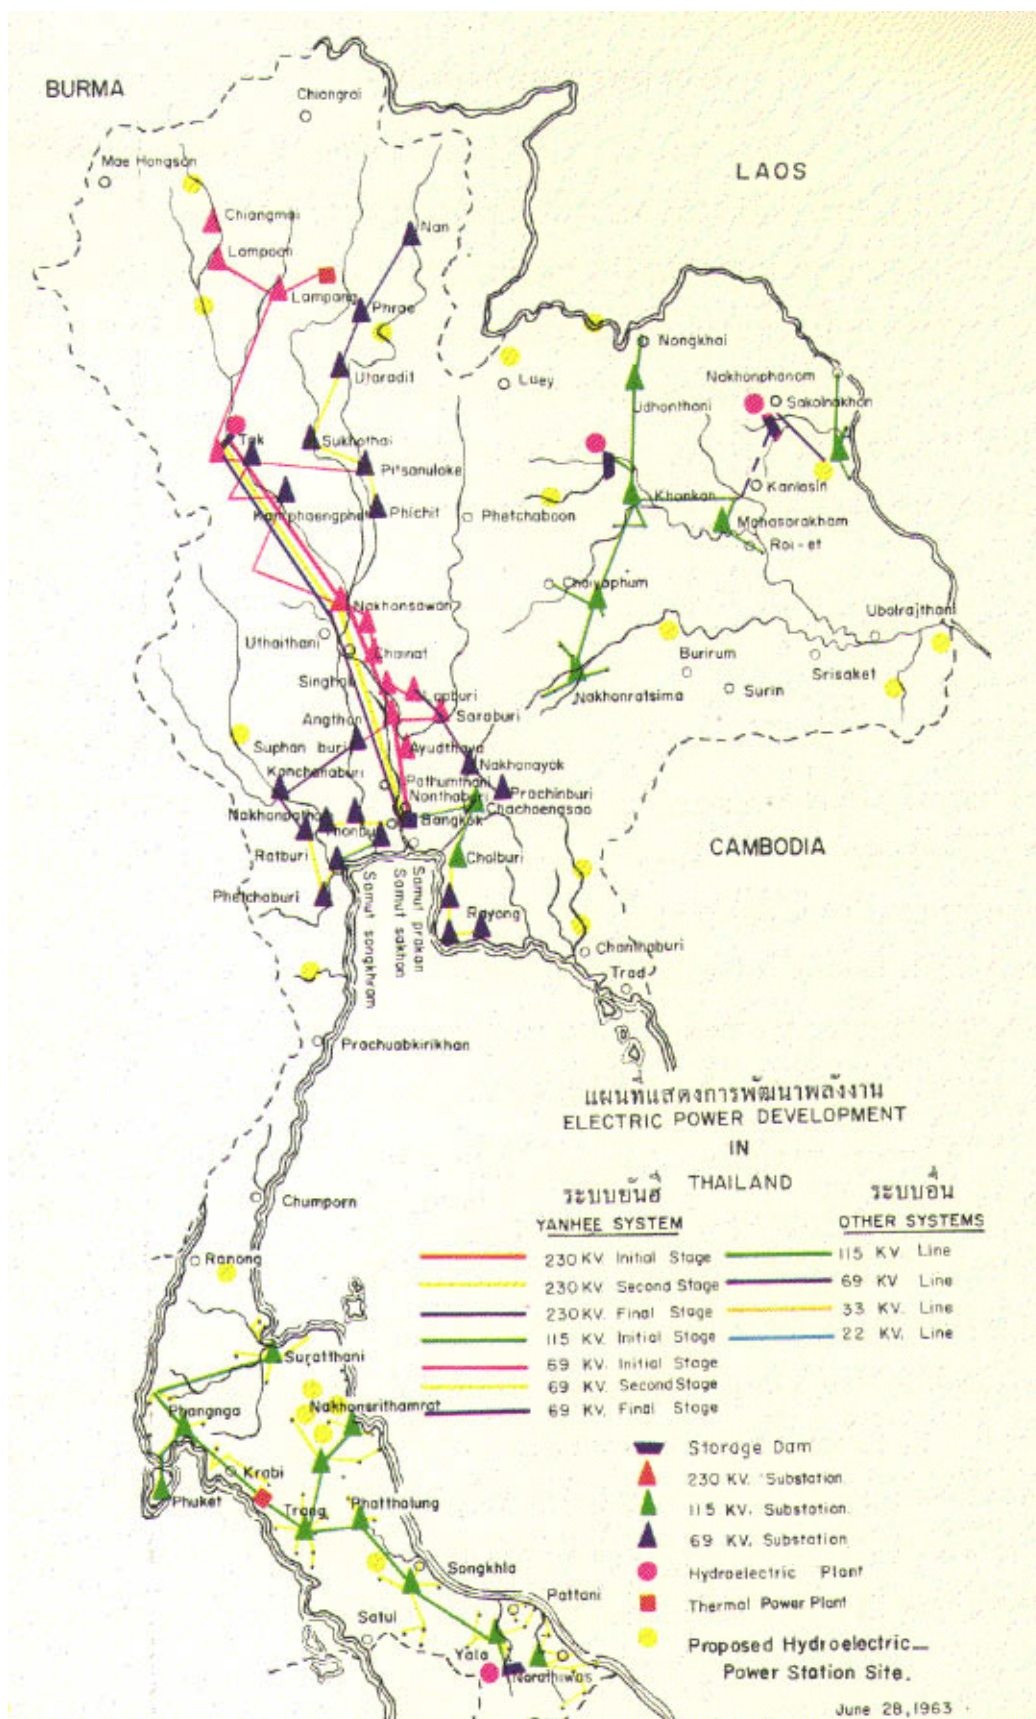 BURMA
Chiangrai
LAOS
Mae Hongson
Chiangmai
Nan
Lampoon
Lampang
Phrae
Nongkhai
Utaradit
Luey
Nakhonphanom
Udhonthani
Sakolnakhon
Tak
Sukhothai
Pitsanuloke
Khonkan
Kanlasin
Kamphaengphet
Phichit
Phetchaboon
Mahasarakham
Roi-et
Chaiyaphum
Nakhonsawan
Ubolrajthani
Uthaithani
Chainat
Burirum
Srisaket
Singburi
Lopburi
Surin
Nakhonratsima
Angthon
Saraburi
Suphan buri
Ayudthaya
Kanchanaburi
Nakhonayok
Pathumthani
Nonthaburi
Prachinburi
Nakhonpathom
Thonburi
Bangkok
Chachoengsao
CAMBODIA
Ratburi
Cholburi
Phetchaburi
Samut songkhram
Samut sakhon
Samut prakan
Rayong
Chanthaburi
Trad
Prachuabkirikhan
แผนที่แสดงการพัฒนาพลังงาน
ELECTRIC POWER DEVELOPMENT
IN
THAILAND
Chumporn
ระบบยันฮี
ระบบอื่น
YANHEE SYSTEM
OTHER SYSTEMS
Ranong
230 KV. Initial Stage
115 KV Line
230 KV. Second Stage
69 KV Line
230 KV. Final Stage
33 KV. Line
115 KV. Initial Stage
22 KV. Line
69 KV. Initial Stage
69 KV. Second Stage
69 KV. Final Stage
Suratthani
Phangnga
Nakhonsrithamrat
Storage Dam
Krabi
230 KV. Substation.
Phuket
Trang
Phatthalung
115 KV. Substation.
69 KV. Substation
Songkhla
Hydroelectric Plant
Pattani
Thermal Power Plant
Satul
Yala
Narathiwas
Proposed Hydroelectric
Power Station Site.
June 28, 1963